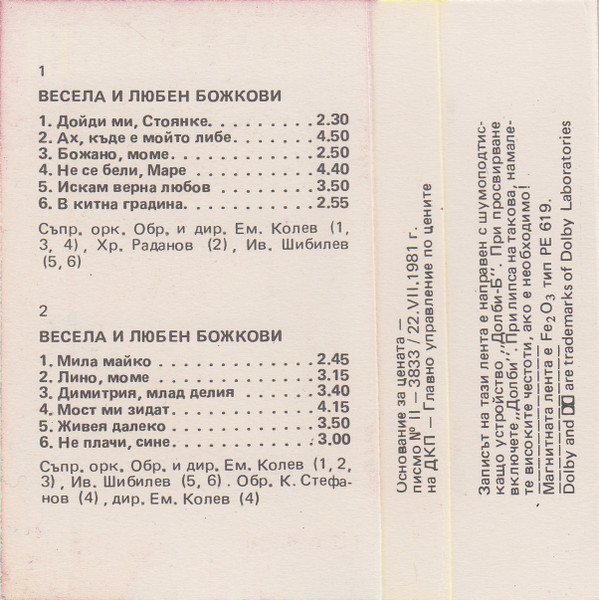 1
ВЕСЕЛА И ЛЮБЕН БОЖКОВИ
1. Дойди ми, Стоянке. . . . . . . . . . 2.30
2. Ах, къде е мойто либе. . . . . . . . 4.50
3. Божано, моме. . . . . . . . . . . . . 2.50
4. Не се бели, Маре . . . . . . . . . . 4.40
5. Искам верна любов . . . . . . . . . 3.50
6. В китна градина. . . . . . . . . . . . 2.55
Съпр. орк. Обр. и дир. Ем. Колев (1,
3, 4) , Хр. Раданов (2) , Ив. Шибилев
(5, 6)
2
ВЕСЕЛА И ЛЮБЕН БОЖКОВИ
1. Мила майко . . . . . . . . . . . . . . 2.45
2. Лино, моме . . . . . . . . . . . . . . 3.15
3. Димитрия, млад делия . . . . . . . 3.40
4. Мост ми зидат . . . . . . . . . . . . 4.15
5. Живея далеко . . . . . . . . . . . . 3.50
6. Не плачи, сине. . . . . . . . . . . . 3.00
Съпр. орк. Обр. и дир. Ем. Колев (1, 2,
3) , Ив. Шибилев (5, 6) . Обр. К. Стефа-
нов (4) , дир. Ем. Колев (4)
Основание за цената —
писмо № II — 3833 / 22.VII.1981 г.
на ДКП — Главно управление по цените
Записът на тази лента е направен с шумоподтис-
кащо устройство „Долби-Б". При просвирване
включете „Долби". При липса на такова, намале-
те високите честоти, ако е необходимо!
Магнитната лента е Fe2O3 тип PE 619.
Dolby and are trademarks of Dolby Laboratories